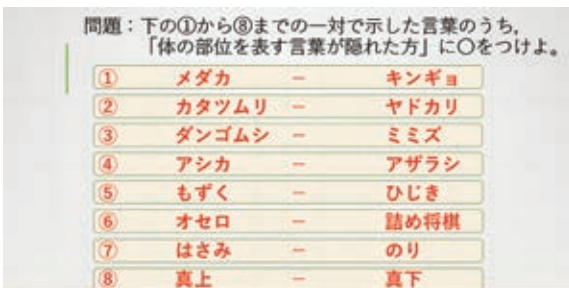 問題：下の①から⑧までの一対で示した言葉のうち，
「体の部位を表す言葉が隠れた方」に〇をつけよ。
① メダカ － キンギョ
② カタツムリ － ヤドカリ
③ ダンゴムシ － ミミズ
④ アシカ － アザラシ
⑤ もずく － ひじき
⑥ オセロ － 詰め将棋
⑦ はさみ － のり
⑧ 真上 － 真下